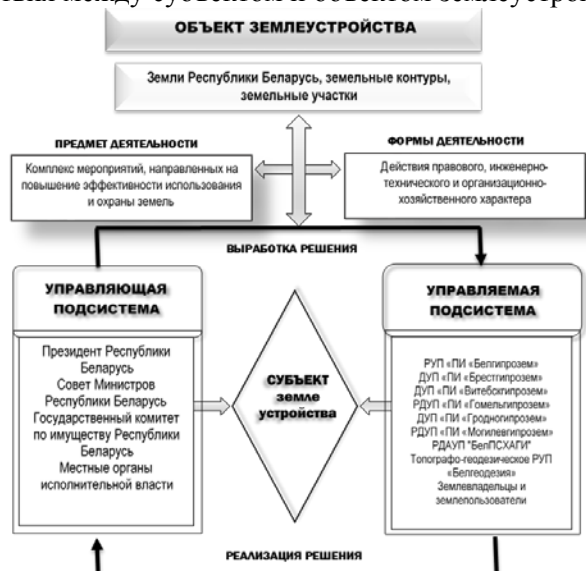 между субъектом и объектом
ОБЪЕКТ ЗЕМЛЕУСТРОЙСТВА
Земли Республики Беларусь, земельные контуры,
земельные участки
ПРЕДМЕТ ДЕЯТЕЛЬНОСТИ
Комплекс мероприятий, направленных на
повышение эффективности использования
и охраны земель
ФОРМЫ ДЕЯТЕЛЬНОСТИ
Действия правового, инженерно-
технического и организационно-
хозяйственного характера
ВЫРАБОТКА РЕШЕНИЯ
УПРАВЛЯЮЩАЯ
ПОДСИСТЕМА
Президент Республики
Беларусь
Совет Министров
Республики Беларусь
Государственный комитет
по имуществу Республики
Беларусь
Местные органы
исполнительной власти
СУБЪЕКТ
земле
устройства
УПРАВЛЯЕМАЯ
ПОДСИСТЕМА
РУП «ПИ «Белгипрозем»
ДУП «ПИ «Брестгипрозем»
ДУП «ПИ «Витебскгипрозем»
РДУП «ПИ «Гомельгипрозем»
ДУП «ПИ «Гродногипрозем»
РДУП «ПИ «Могилевгипрозем»
РДАУП "БелПСХАГИ"
Топографо-геодезическое РУП
«Белгеодезия»
Землевладельцы и
землепользователи
РЕАЛИЗАЦИЯ РЕШЕНИЯ